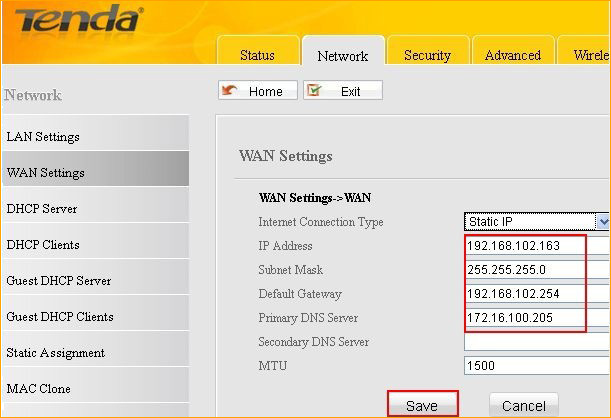 Tenda
Status Network Security Advanced Wirele
Network
Home Exit
LAN Settings
WAN Settings
DHCP Server
DHCP Clients
Guest DHCP Server
Guest DHCP Clients
Static Assignment
MAC Clone
WAN Settings
WAN Settings->WAN
Internet Connection Type Static IP
IP Address 192.168.102.163
Subnet Mask 255.255.255.0
Default Gateway 192.168.102.254
Primary DNS Server 172.16.100.205
Secondary DNS Server
MTU 1500
Save Cancel